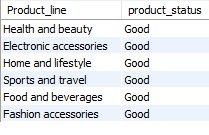 Product_line product_status
Health and beauty Good
Electronic accessories Good
Home and lifestyle Good
Sports and travel Good
Food and beverages Good
Fashion accessories Good